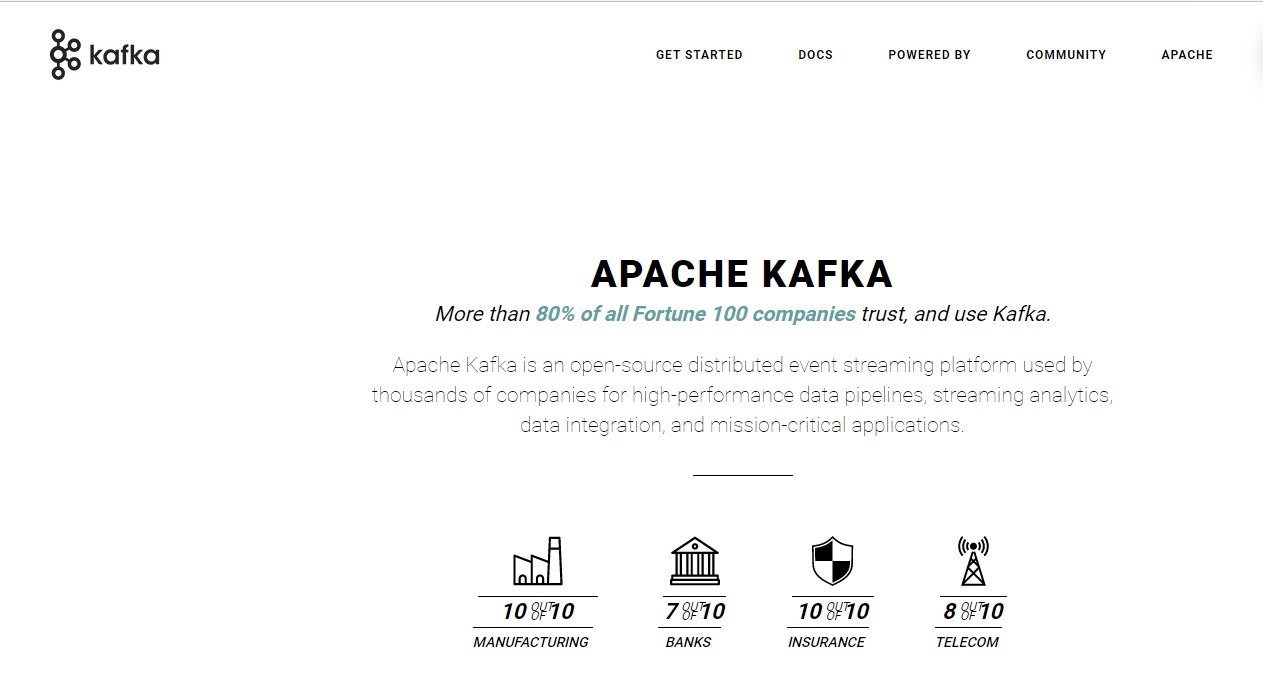 kafka
GET STARTED DOCS POWERED BY COMMUNITY APACHE
APACHE KAFKA
More than 80% of all Fortune 100 companies trust, and use Kafka.
Apache Kafka is an open-source distributed event streaming platform used by
thousands of companies for high-performance data pipelines, streaming analytics,
data integration, and mission-critical applications.
10 OUT OF 10 7 OUT OF 10 10 OUT OF 10 8 OUT OF 10
MANUFACTURING BANKS INSURANCE TELECOM